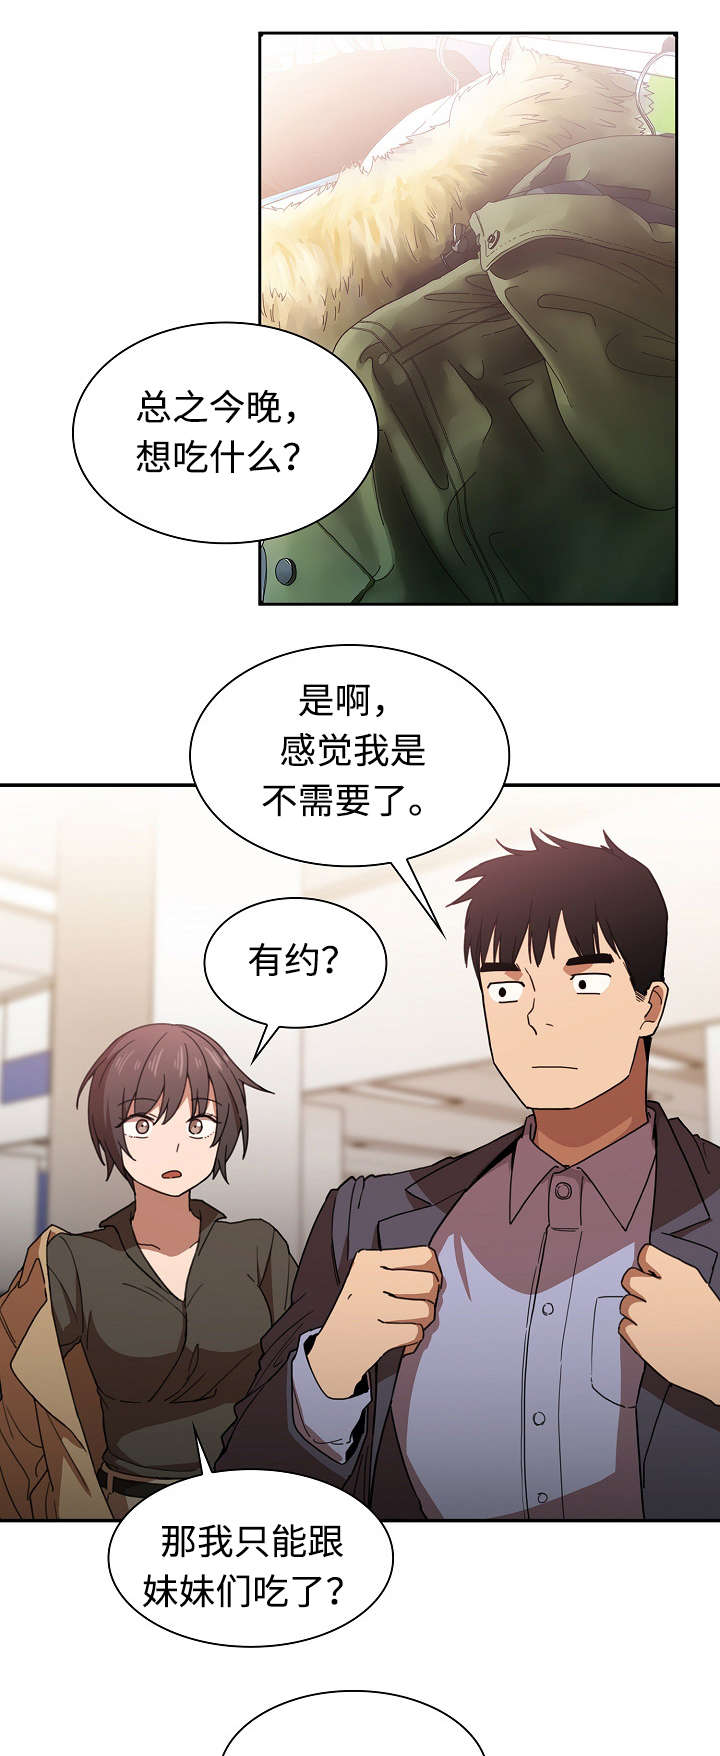 总之今晚，
想吃什么？
是啊，
感觉我是
不需要了。
有约？
那我只能跟
妹妹们吃了？